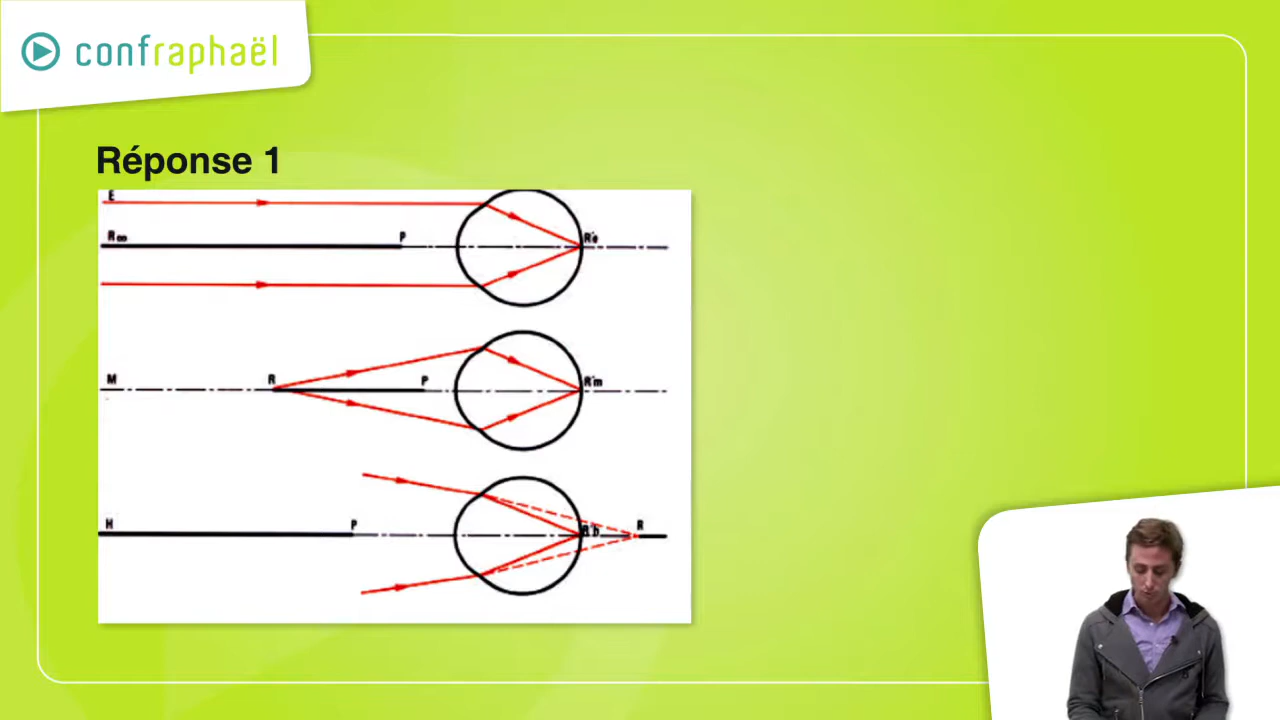 confraphaël
Réponse 1
E
R∞ P R'e
M R P R'm
H P R'h R